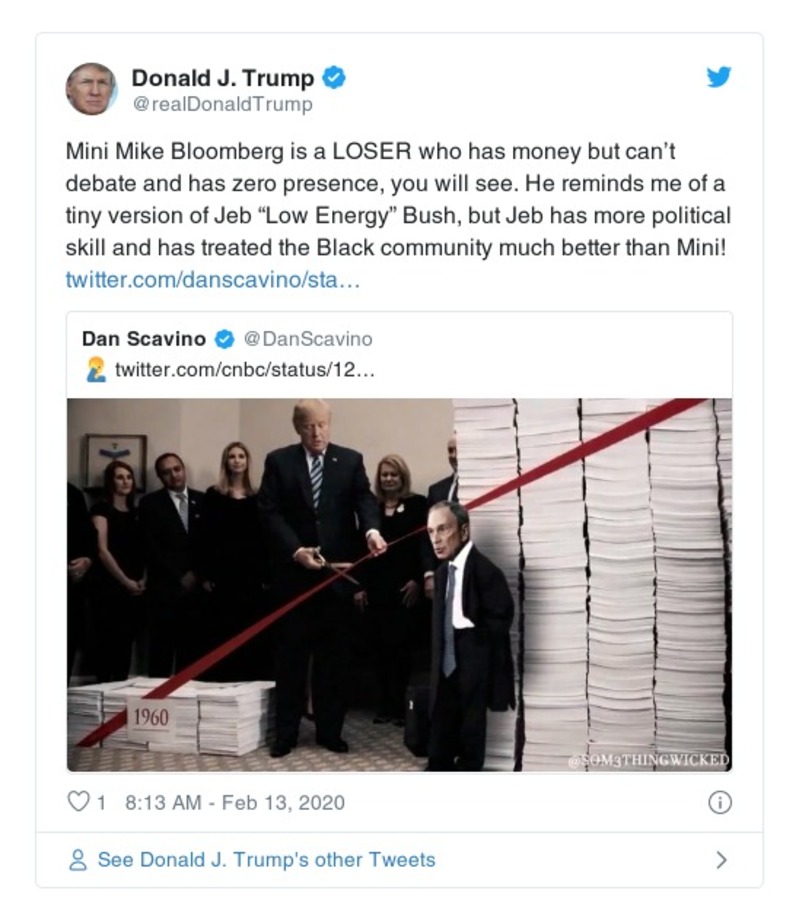 Donald J. Trump
@realDonaldTrump
Mini Mike Bloomberg is a LOSER who has money but can’t
debate and has zero presence, you will see. He reminds me of a
tiny version of Jeb “Low Energy” Bush, but Jeb has more political
skill and has treated the Black community much better than Mini!
twitter.com/danscavino/sta…
Dan Scavino @DanScavino
twitter.com/cnbc/status/12…
1960
@SOM3THINGWICKED
1 8:13 AM - Feb 13, 2020
See Donald J. Trump's other Tweets